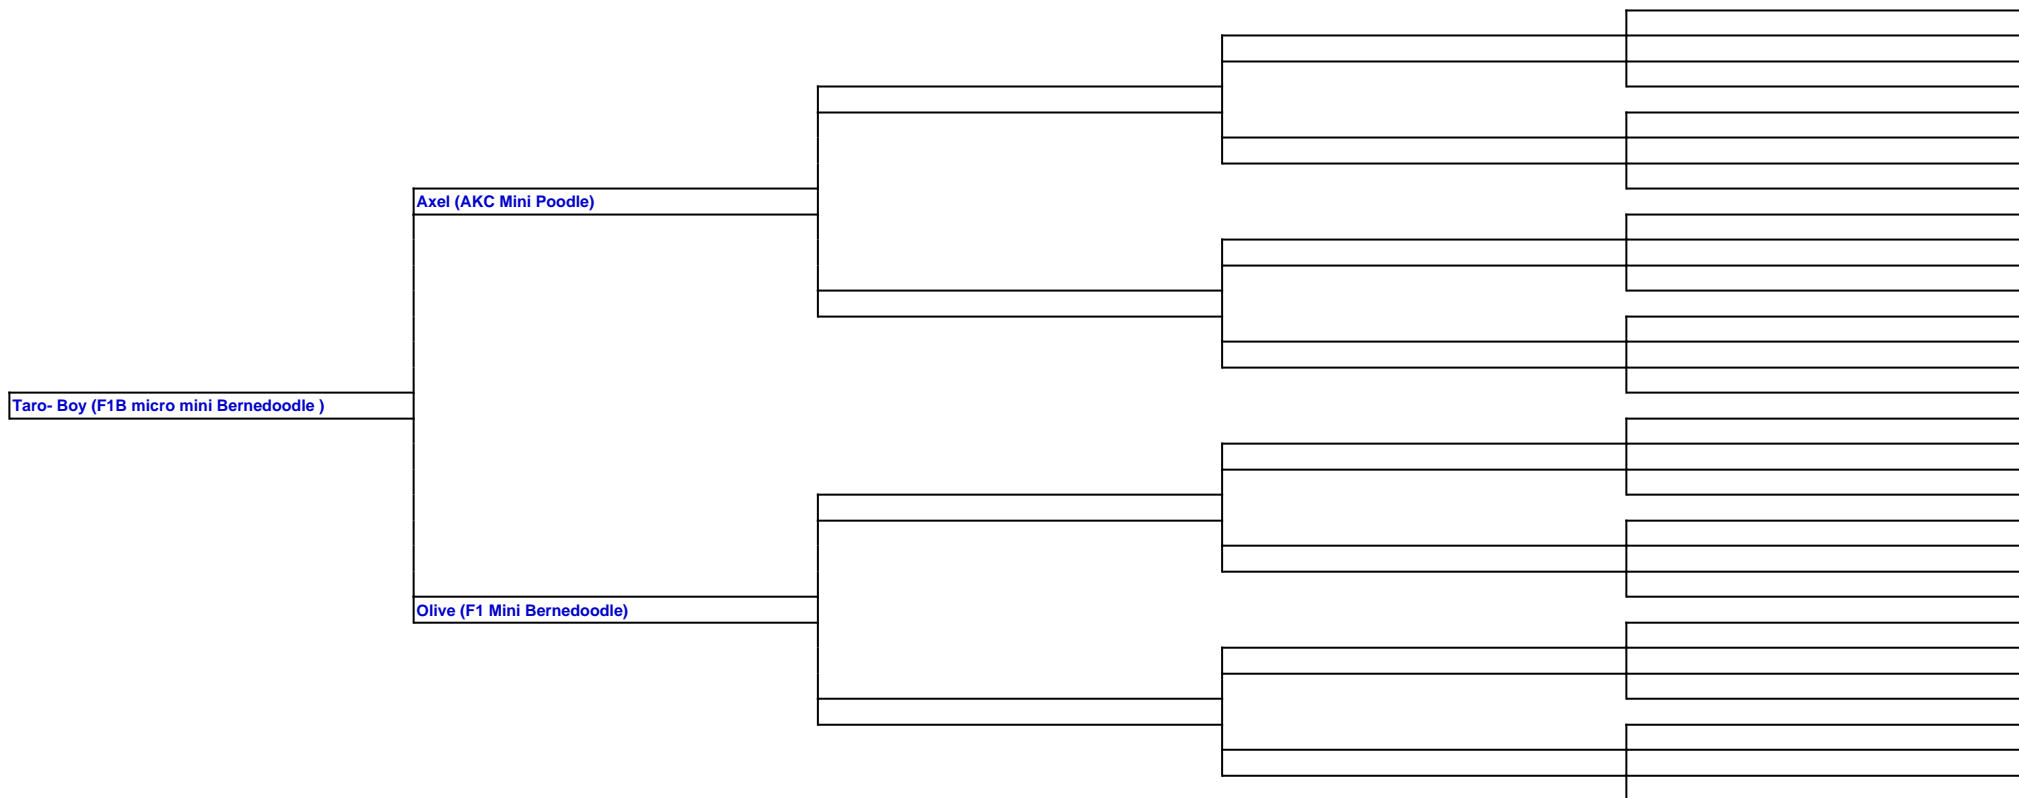 Axel (AKC Mini Poodle)
Taro- Boy (F1B micro mini Bernedoodle )
Olive (F1 Mini Bernedoodle)